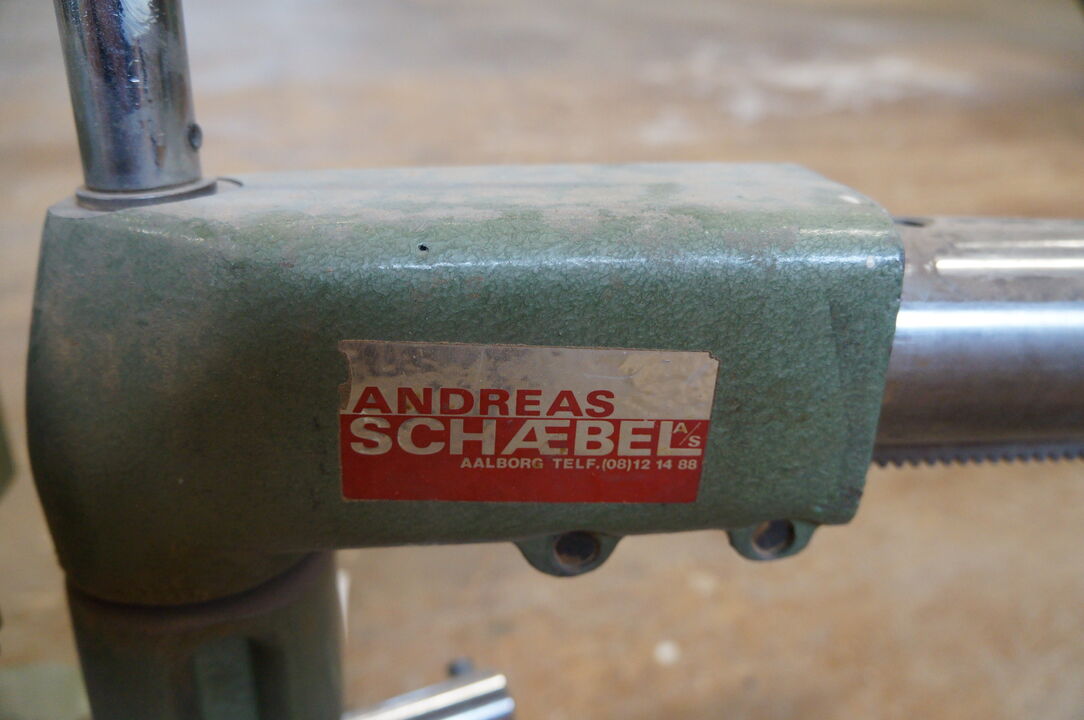 ANDREAS
SCHÆBEL A/S
AALBORG TELF. (08)12 14 88